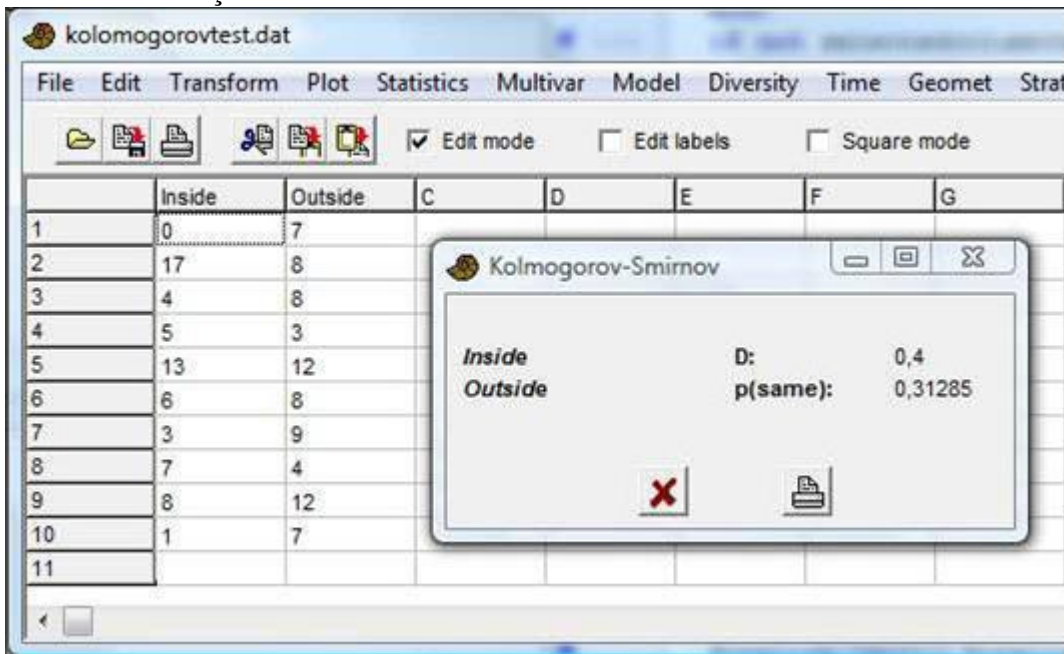 kolomogorovtest.dat
File Edit Transform Plot Statistics Multivar Model Diversity Time Geomet Strat
Edit mode Edit labels Square mode
Inside Outside C D E F G
1 0 7
2 17 8
3 4 8
4 5 3
5 13 12
6 6 8
7 3 9
8 7 4
9 8 12
10 1 7
11
Kolmogorov-Smirnov
Inside D: 0,4
Outside p(same): 0,31285